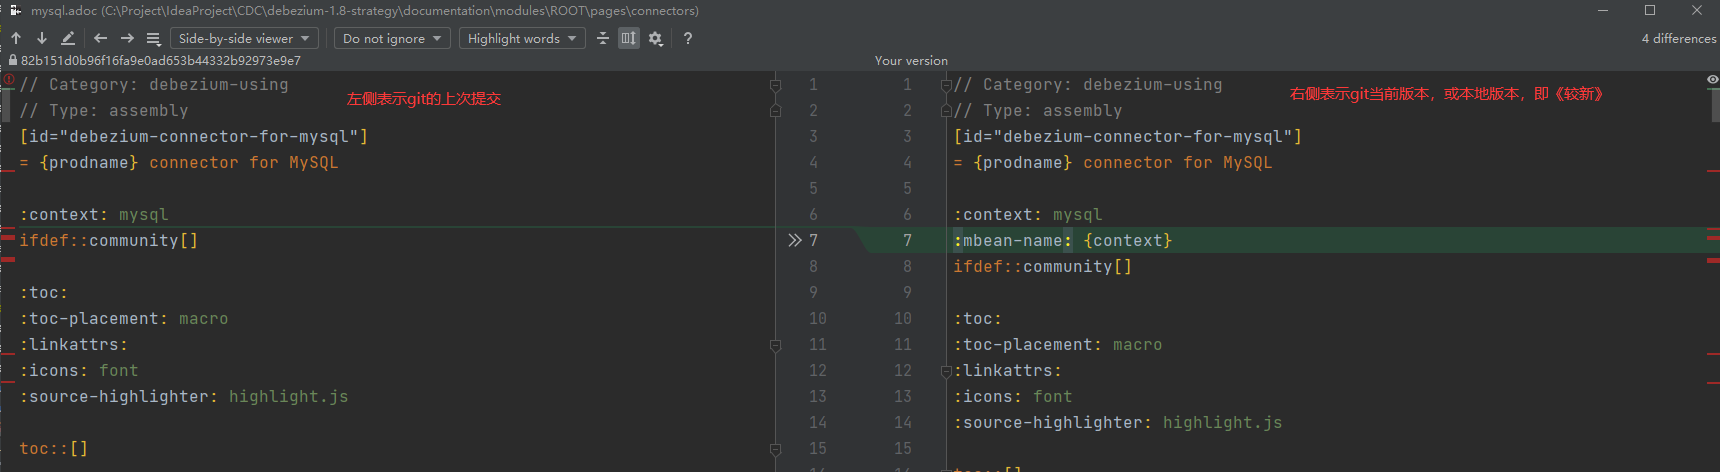 mysql.adoc (C:\Project\IdeaProject\CDC\debezium-1.8-strategy\documentation\modules\ROOT\pages\connectors)
Side-by-side viewer Do not ignore Highlight words ? 4 differences
82b151d0b96f16fa9e0ad653b44332b92973e9e7 Your version
// Category: debezium-using 1 1 // Category: debezium-using
左侧表示git的上次提交 右侧表示git当前版本，或本地版本，即《较新》
// Type: assembly 2 2 // Type: assembly
[id="debezium-connector-for-mysql"] 3 3 [id="debezium-connector-for-mysql"]
= {prodname} connector for MySQL 4 4 = {prodname} connector for MySQL
5 5
:context: mysql 6 6 :context: mysql
ifdef::community[] 7 7 :mbean-name: {context}
8 8 ifdef::community[]
:toc: 9 9
:toc-placement: macro 10 10 :toc:
:linkattrs: 11 11 :toc-placement: macro
:icons: font 12 12 :linkattrs:
:source-highlighter: highlight.js 13 13 :icons: font
14 14 :source-highlighter: highlight.js
toc::[] 15 15